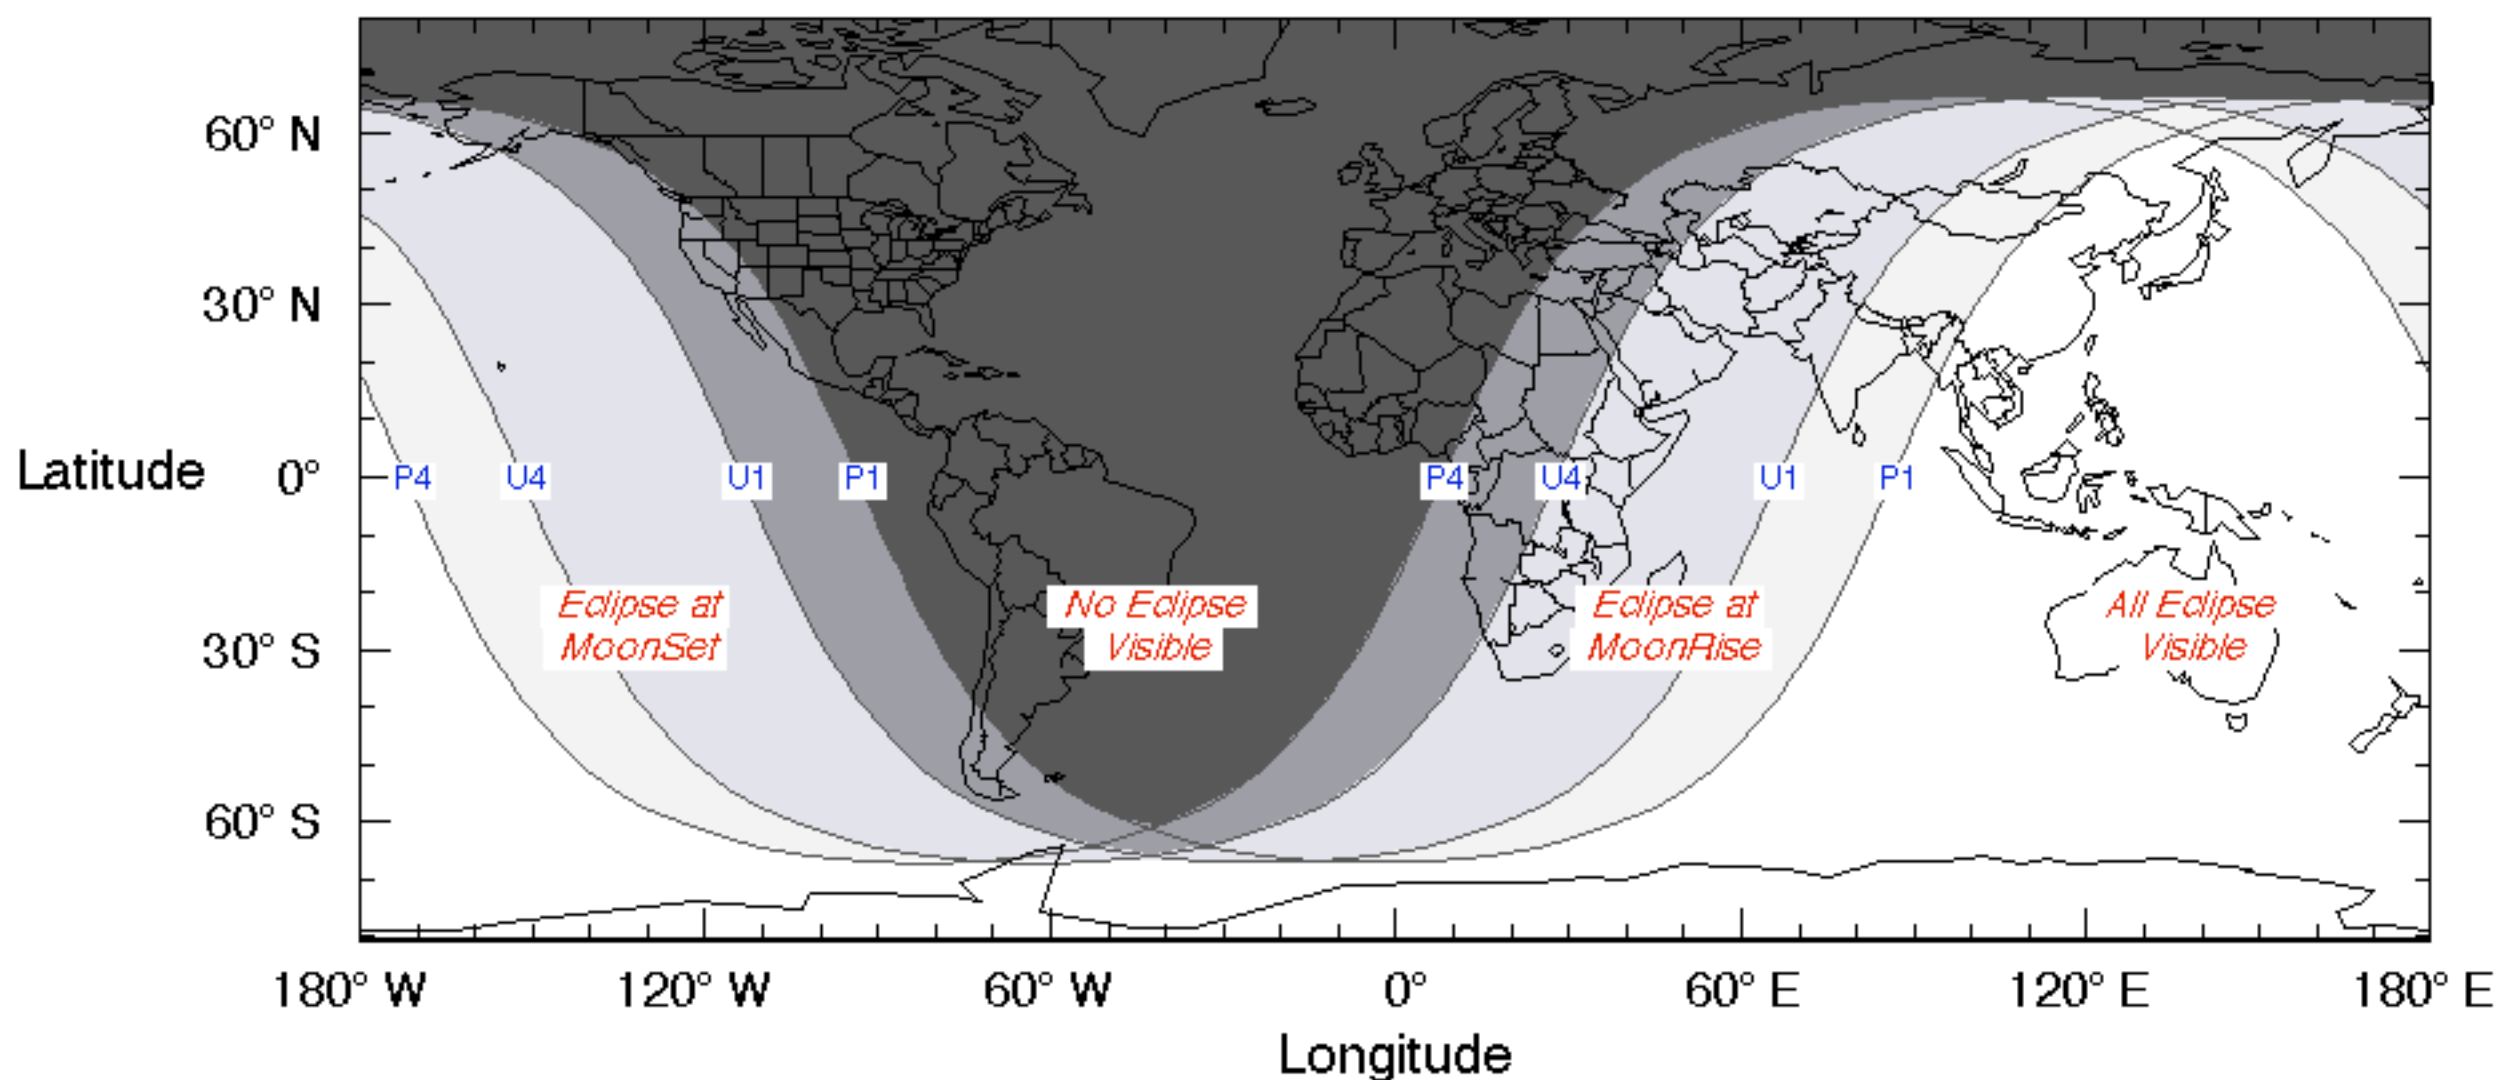 60° N
30° N
Latitude 0°
P4 U4 U1 P1 P4 U4 U1 P1
Eclipse at
MoonSet
No Eclipse
Visible
Eclipse at
MoonRise
All Eclipse
Visible
30° S
60° S
180° W 120° W 60° W 0° 60° E 120° E 180° E
Longitude